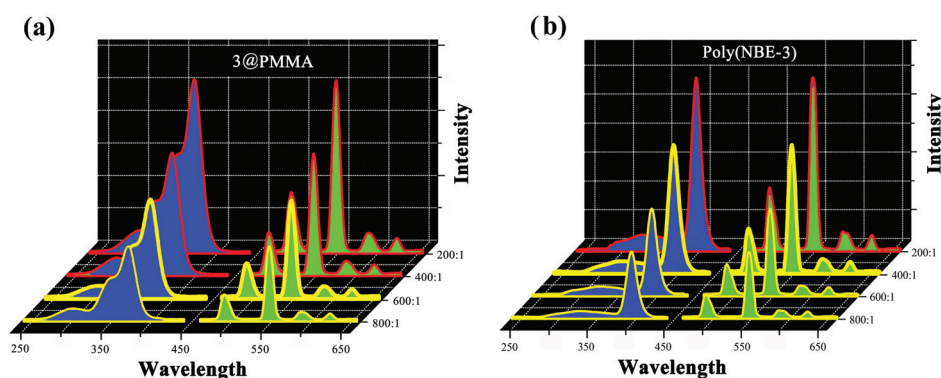 (a)
3@PMMA
Intensity
200:1
400:1
600:1
800:1
250 350 450 550 650
Wavelength
(b)
Poly(NBE-3)
Intensity
200:1
400:1
600:1
800:1
250 350 450 550 650
Wavelength